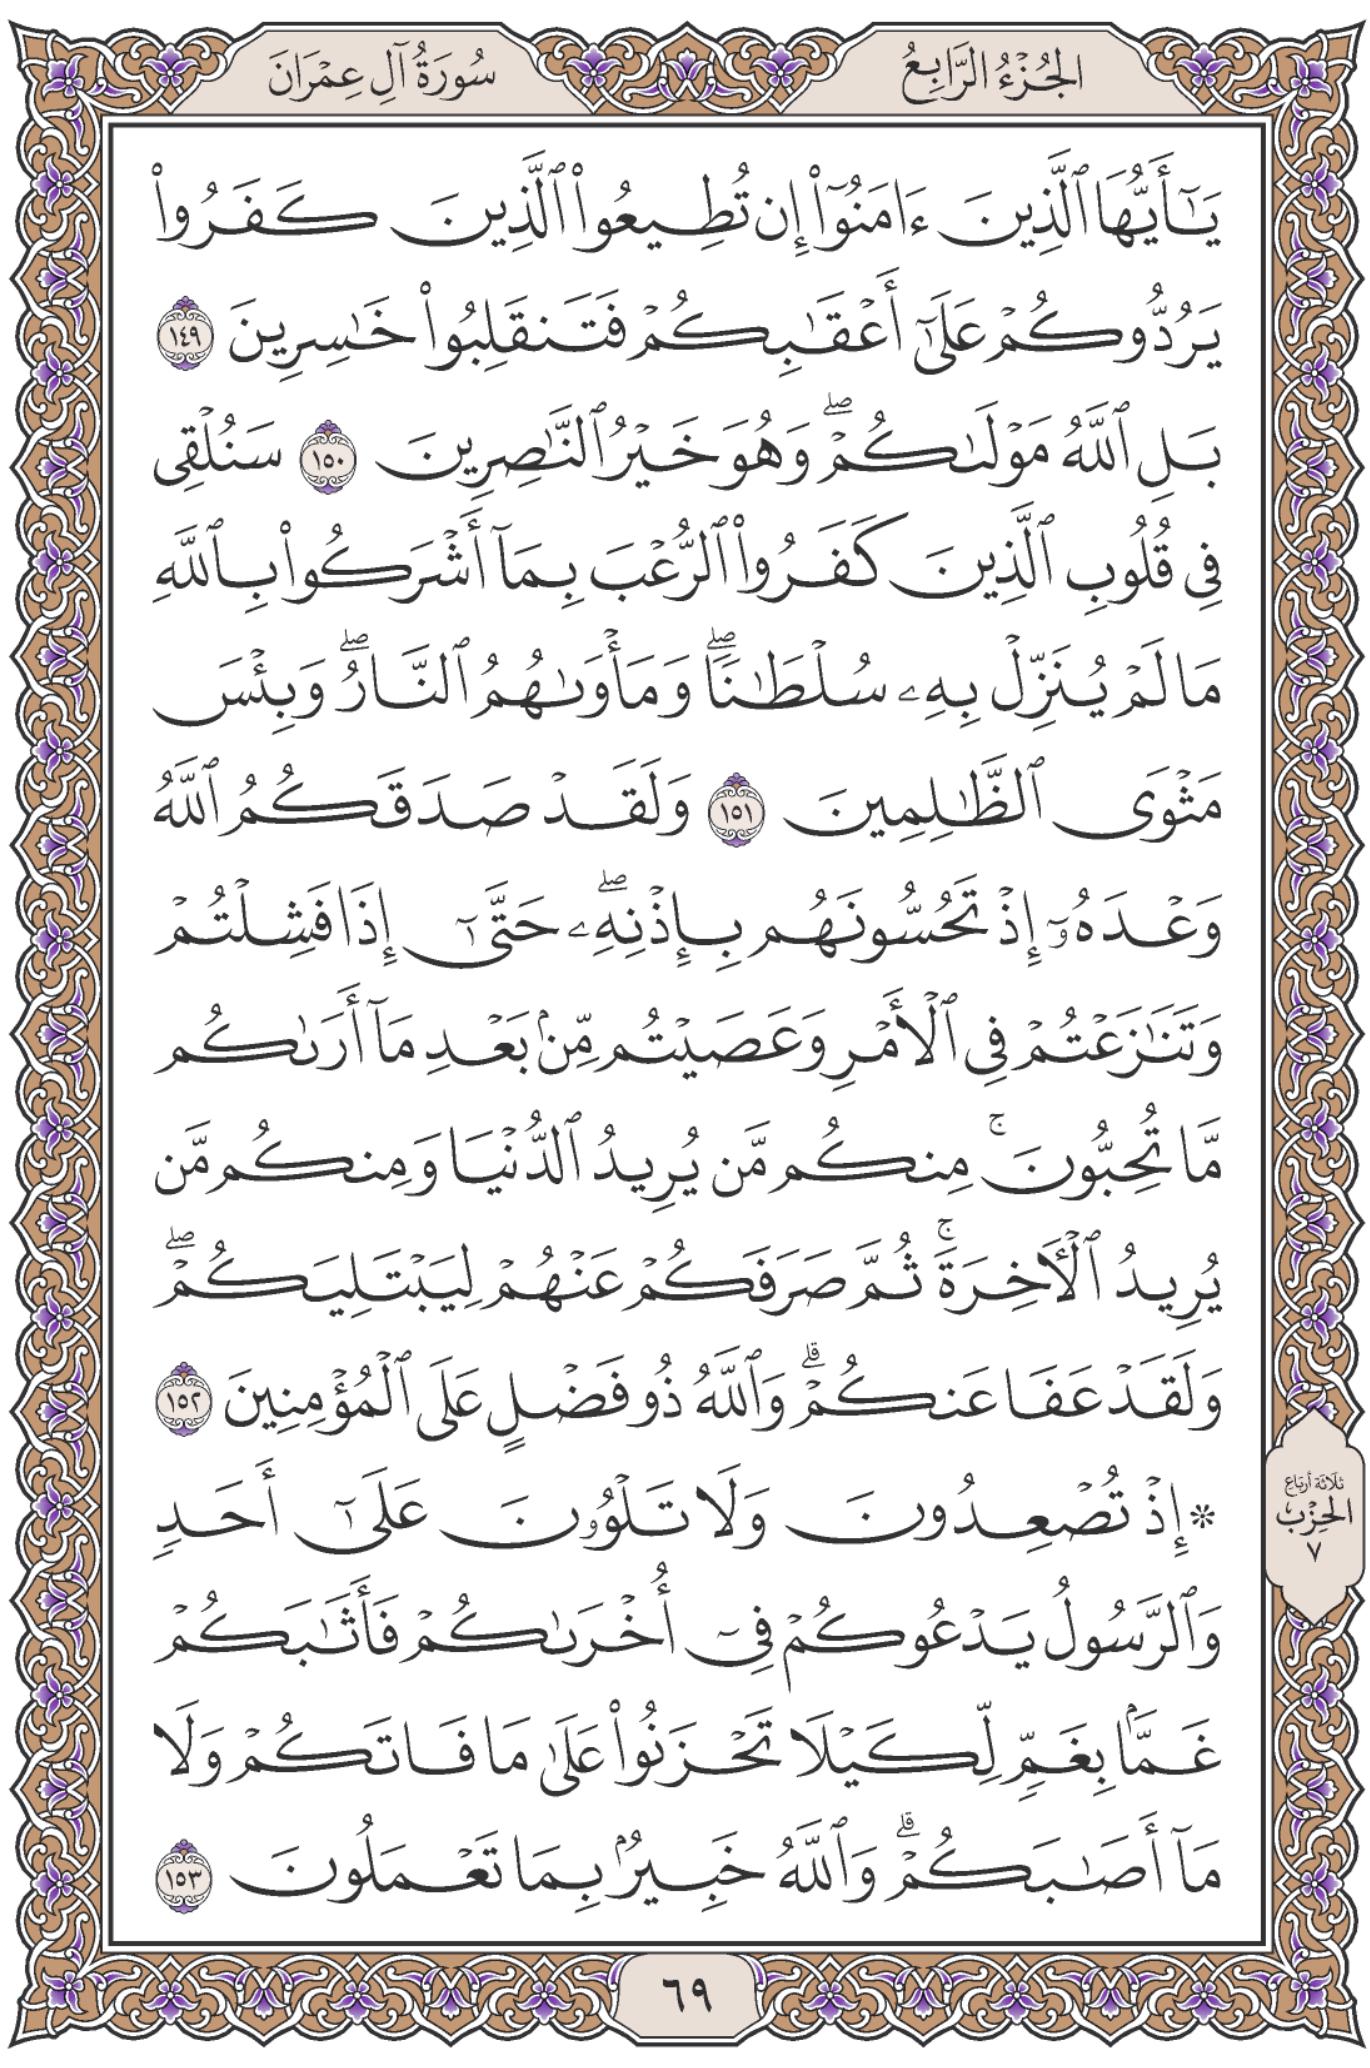 الجُزْءُ الرَّابِعُ
سُورَةُ آلِ عِمْرَانَ
يَـٰٓأَيُّهَا ٱلَّذِينَ ءَامَنُوٓا۟ إِن تُطِيعُوا۟ ٱلَّذِينَ كَفَرُوا۟
يَرُدُّوكُمْ عَلَىٰٓ أَعْقَـٰبِكُمْ فَتَنقَلِبُوا۟ خَـٰسِرِينَ ١٤٩
بَلِ ٱللَّهُ مَوْلَىٰكُمْ ۖ وَهُوَ خَيْرُ ٱلنَّـٰصِرِينَ ١٥٠ سَنُلْقِى
فِى قُلُوبِ ٱلَّذِينَ كَفَرُوا۟ ٱلرُّعْبَ بِمَآ أَشْرَكُوا۟ بِٱللَّهِ
مَا لَمْ يُنَزِّلْ بِهِۦ سُلْطَـٰنًا ۖ وَمَأْوَىٰهُمُ ٱلنَّارُ ۖ وَبِئْسَ
مَثْوَى ٱلظَّـٰلِمِينَ ١٥١ وَلَقَدْ صَدَقَكُمُ ٱللَّهُ
وَعْدَهُۥٓ إِذْ تَحُسُّونَهُم بِإِذْنِهِۦ ۖ حَتَّىٰٓ إِذَا فَشِلْتُمْ
وَتَنَـٰزَعْتُمْ فِى ٱلْأَمْرِ وَعَصَيْتُم مِّنۢ بَعْدِ مَآ أَرَىٰكُم
مَّا تُحِبُّونَ ۚ مِنكُم مَّن يُرِيدُ ٱلدُّنْيَا وَمِنكُم مَّن
يُرِيدُ ٱلْـَٔاخِرَةَ ۚ ثُمَّ صَرَفَكُمْ عَنْهُمْ لِيَبْتَلِيَكُمْ ۖ
وَلَقَدْ عَفَا عَنكُمْ ۗ وَٱللَّهُ ذُو فَضْلٍ عَلَى ٱلْمُؤْمِنِينَ ١٥٢
* إِذْ تُصْعِدُونَ وَلَا تَلْوُۥنَ عَلَىٰٓ أَحَدٍ
وَٱلرَّسُولُ يَدْعُوكُمْ فِىٓ أُخْرَىٰكُمْ فَأَثَـٰبَكُمْ
غَمًّۢا بِغَمٍّ لِّكَيْلَا تَحْزَنُوا۟ عَلَىٰ مَا فَاتَكُمْ وَلَا
مَآ أَصَـٰبَكُمْ ۗ وَٱللَّهُ خَبِيرٌۢ بِمَا تَعْمَلُونَ ١٥٣
ثَلَاثَة أرباع
الحِزْب
٧
٦٩